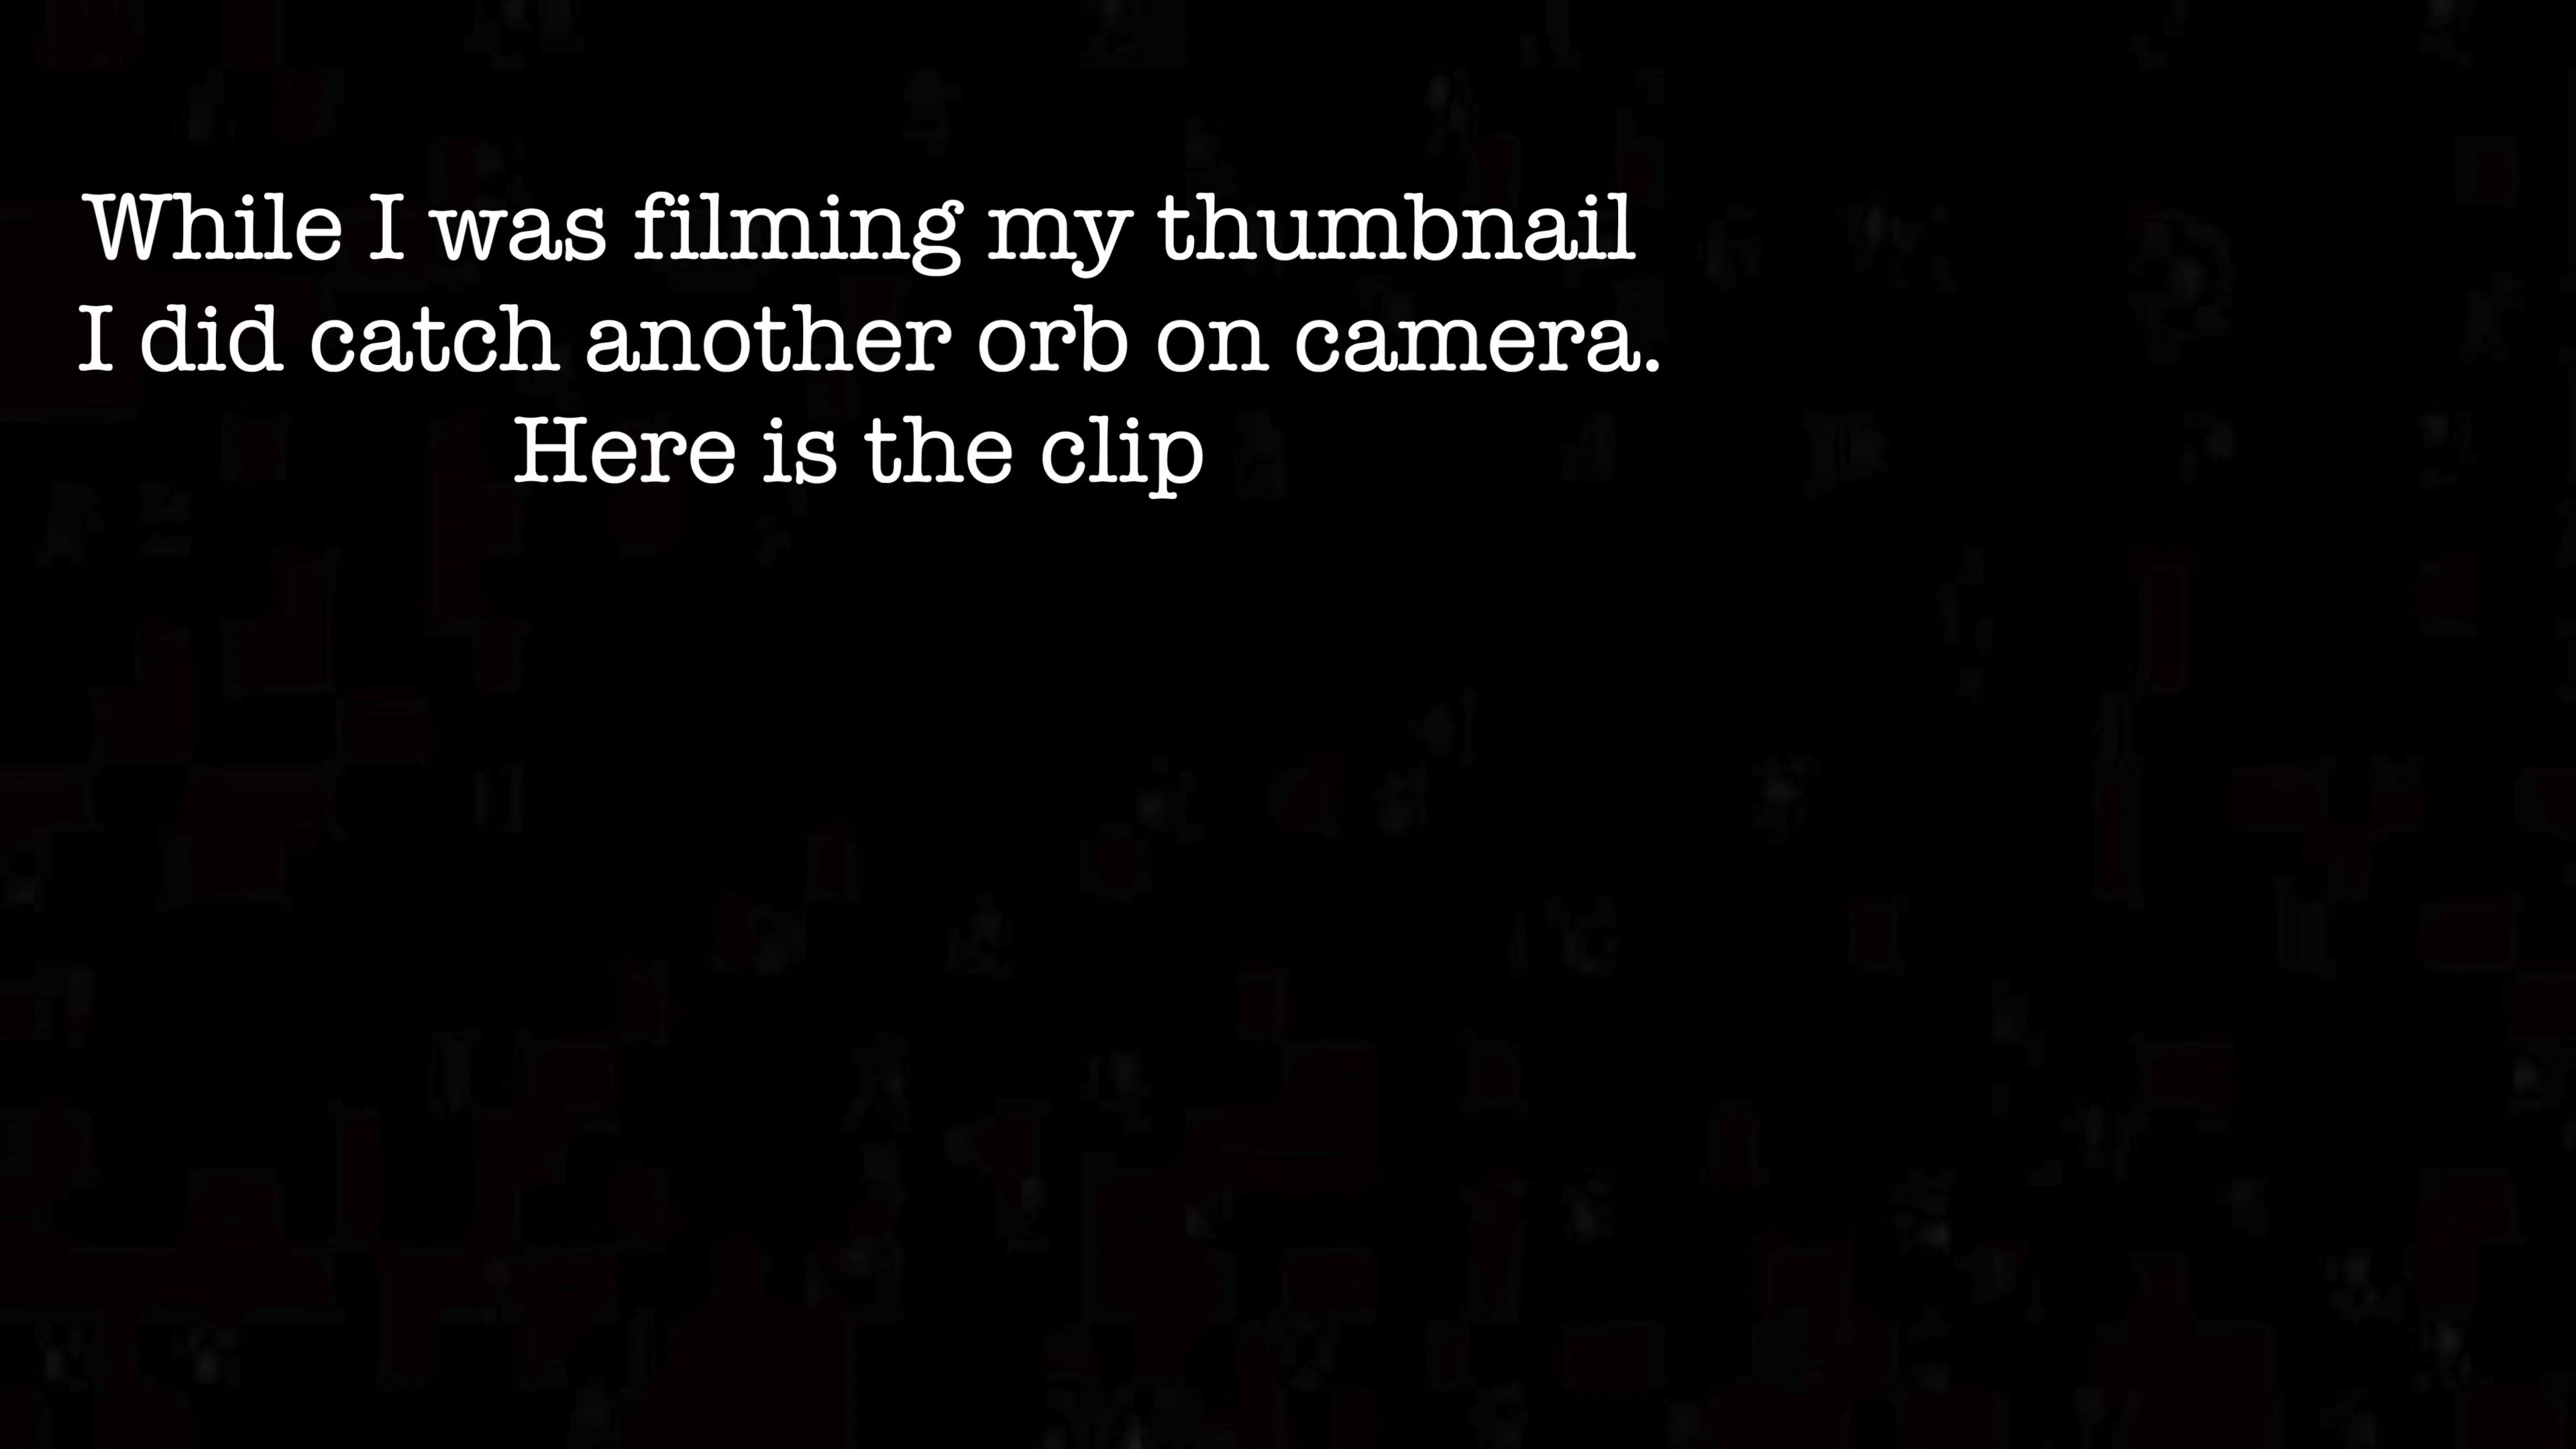 While I was filming my thumbnail
I did catch another orb on camera.
Here is the clip